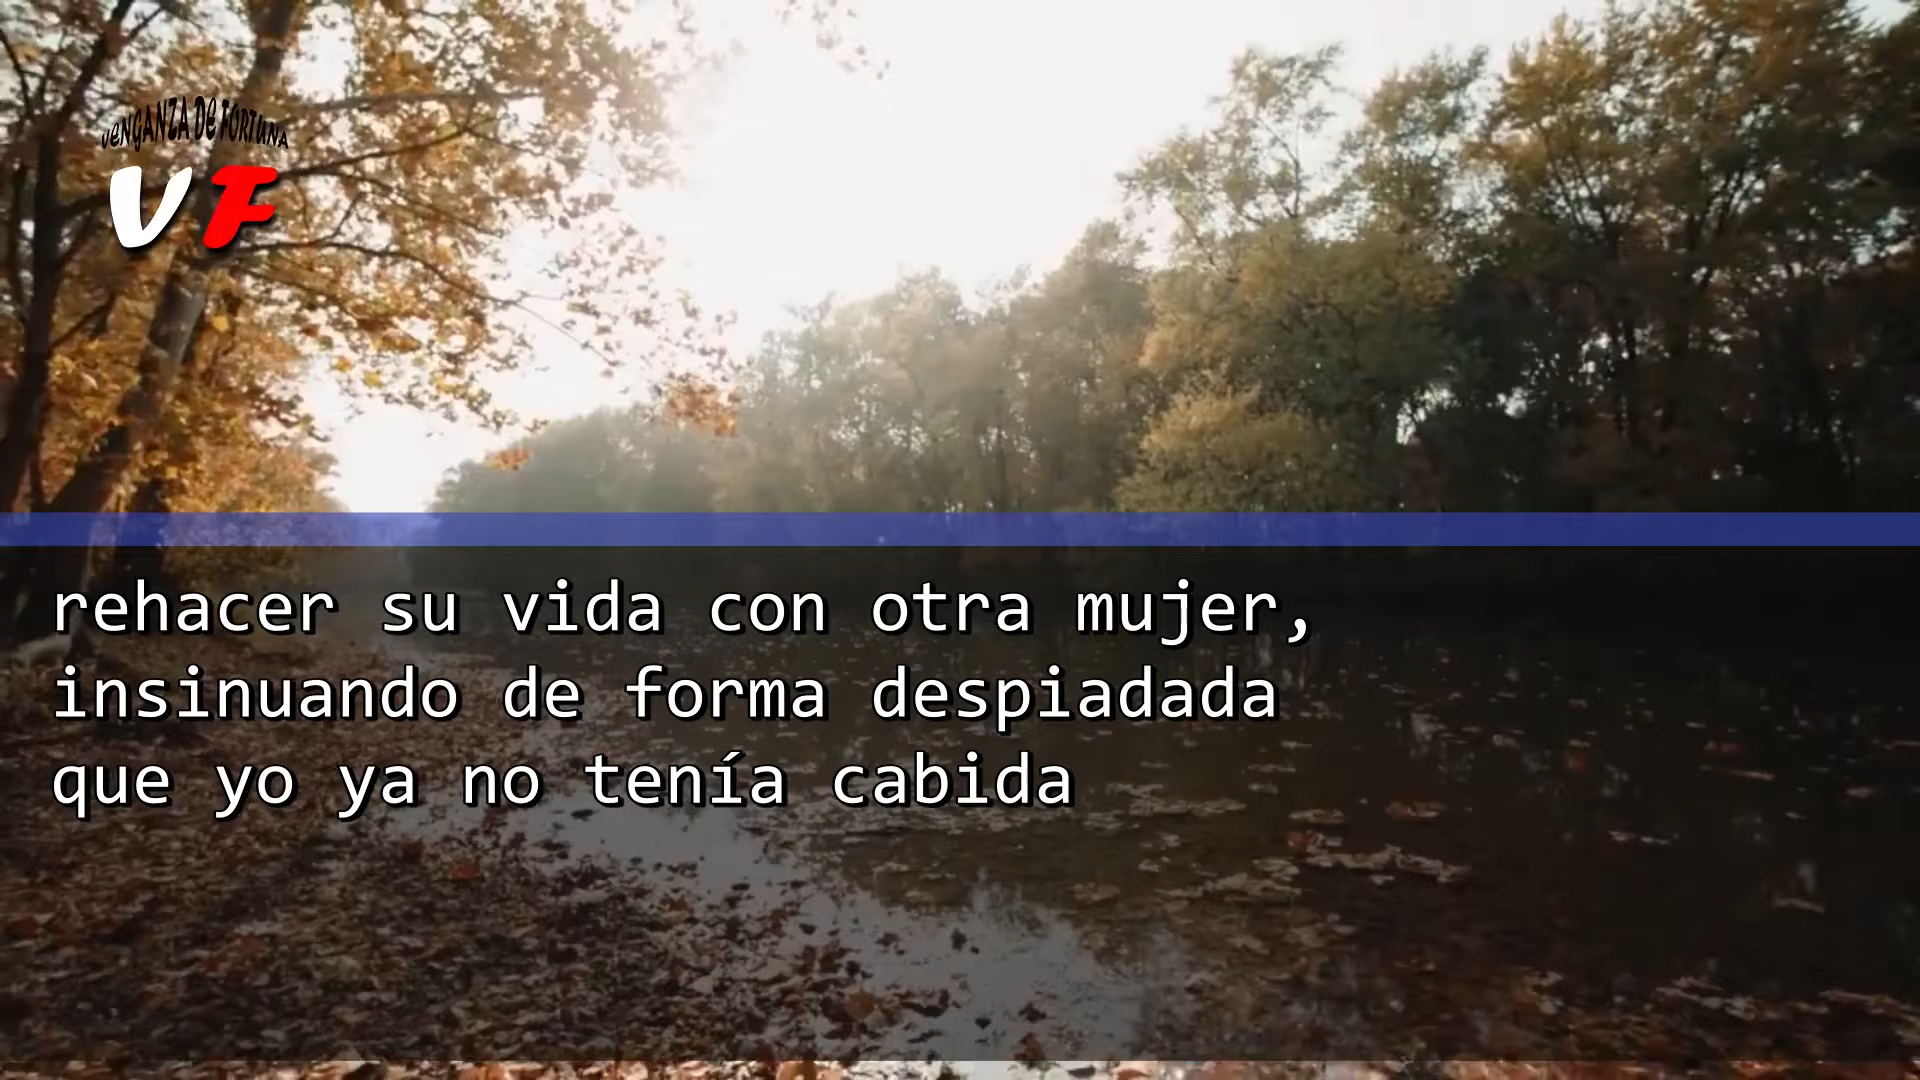 VENGANZA DE FORTUNA
VF
rehacer su vida con otra mujer,
insinuando de forma despiadada
que yo ya no tenía cabida